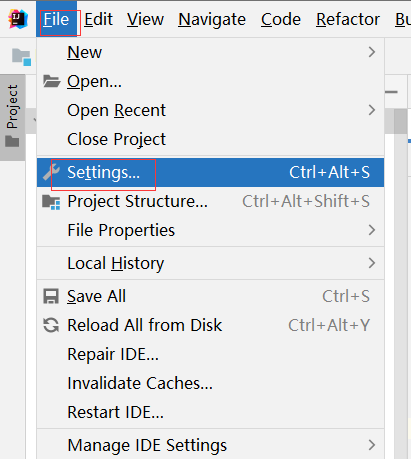 File Edit View Navigate Code Refactor Bu
Project
New
Open...
Open Recent
Close Project
Settings... Ctrl+Alt+S
Project Structure... Ctrl+Alt+Shift+S
File Properties
Local History
Save All Ctrl+S
Reload All from Disk Ctrl+Alt+Y
Repair IDE...
Invalidate Caches...
Restart IDE...
Manage IDE Settings